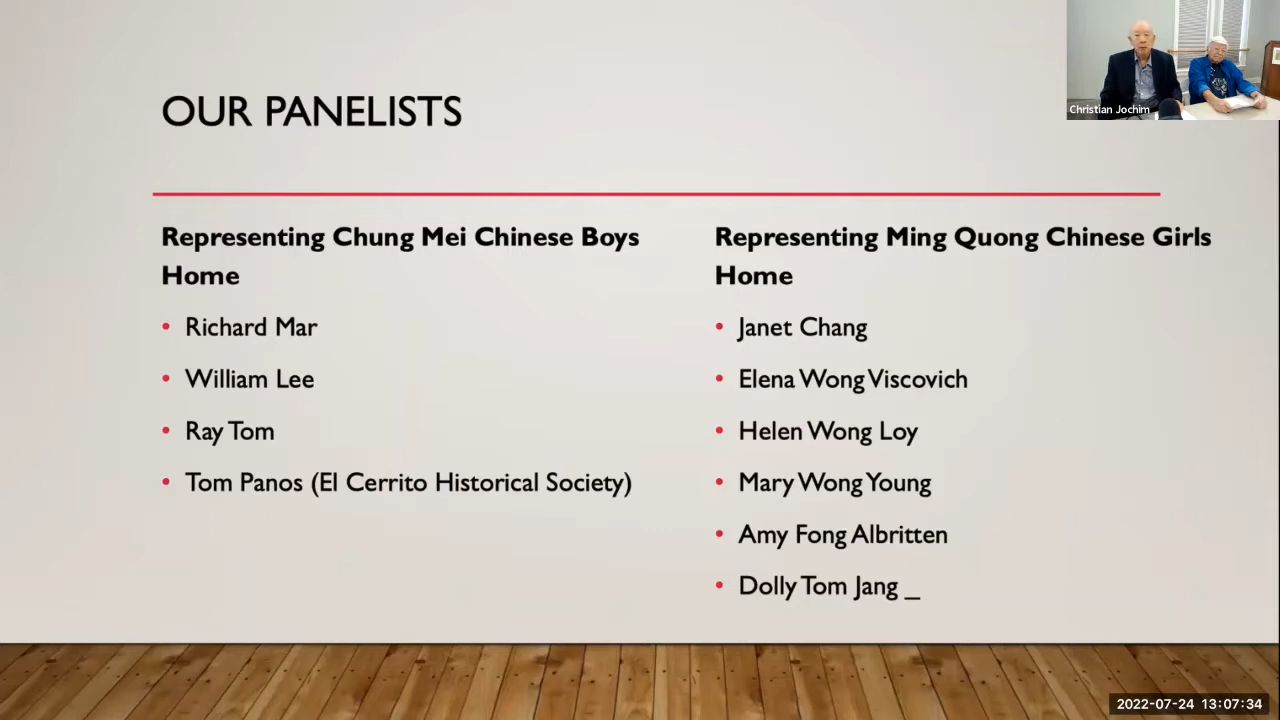 OUR PANELISTS
Christian Jochim
Representing Chung Mei Chinese Boys
Home
• Richard Mar
• William Lee
• Ray Tom
• Tom Panos (El Cerrito Historical Society)
Representing Ming Quong Chinese Girls
Home
• Janet Chang
• Elena Wong Viscovich
• Helen Wong Loy
• Mary Wong Young
• Amy Fong Albritten
• Dolly Tom Jang _
2022-07-24 13:07:34